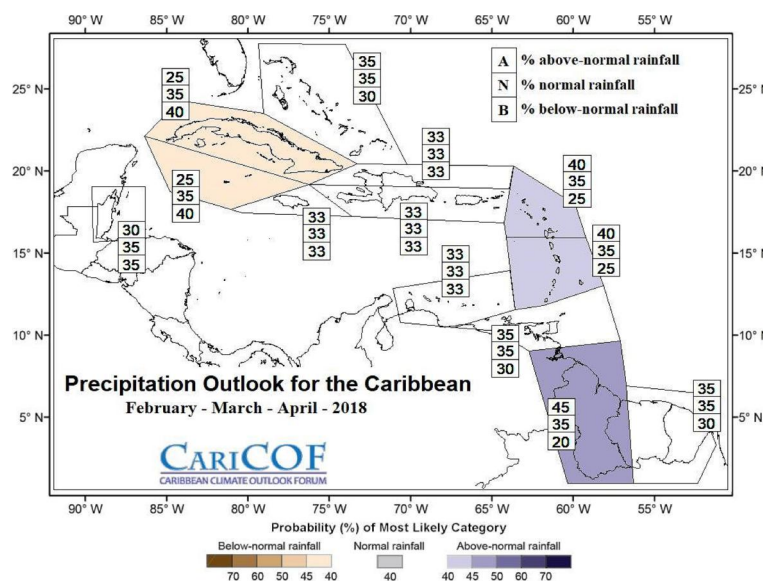 90° W 85° W 80° W 75° W 70° W 65° W 60° W 55° W
25° N
20° N
15° N
10° N
5° N
A % above-normal rainfall
N % normal rainfall
B % below-normal rainfall
35
35
30
25
35
40
33
33
33
40
35
25
25
35
40
33
33
33
33
33
33
30
35
35
40
35
25
33
33
33
35
35
30
35
35
30
45
35
20
Precipitation Outlook for the Caribbean
February - March - April - 2018
CARICOF
CARIBBEAN CLIMATE OUTLOOK FORUM
90° W 85° W 80° W 75° W 70° W 65° W 60° W 55° W
Probability (%) of Most Likely Category
Below-normal rainfall Normal rainfall Above-normal rainfall
70 60 50 45 40 40 40 45 50 60 70